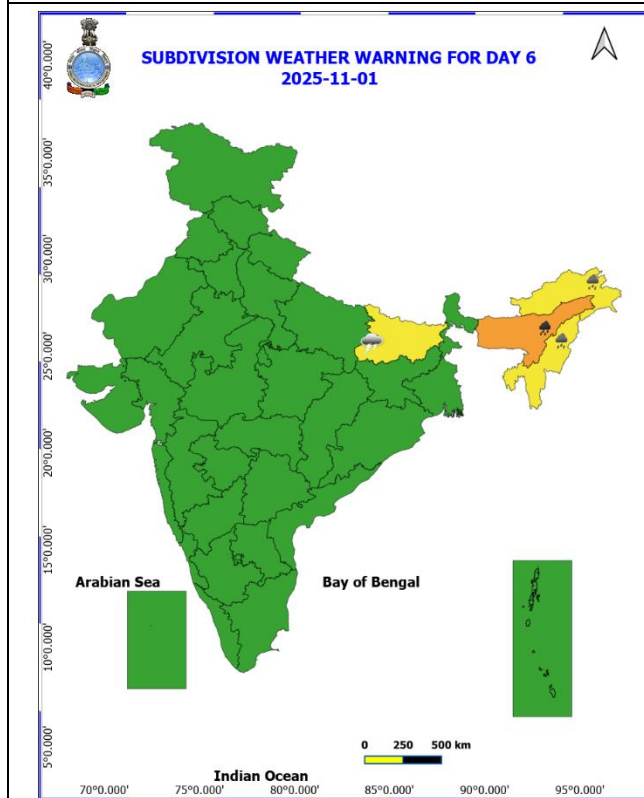 SUBDIVISION WEATHER WARNING FOR DAY 6
2025-11-01
40°0.000'
35°0.000'
30°0.000'
25°0.000'
20°0.000'
15°0.000'
10°0.000'
5°0.000'
Arabian Sea
Bay of Bengal
0 250 500 km
Indian Ocean
70°0.000' 75°0.000' 80°0.000' 85°0.000' 90°0.000' 95°0.000'